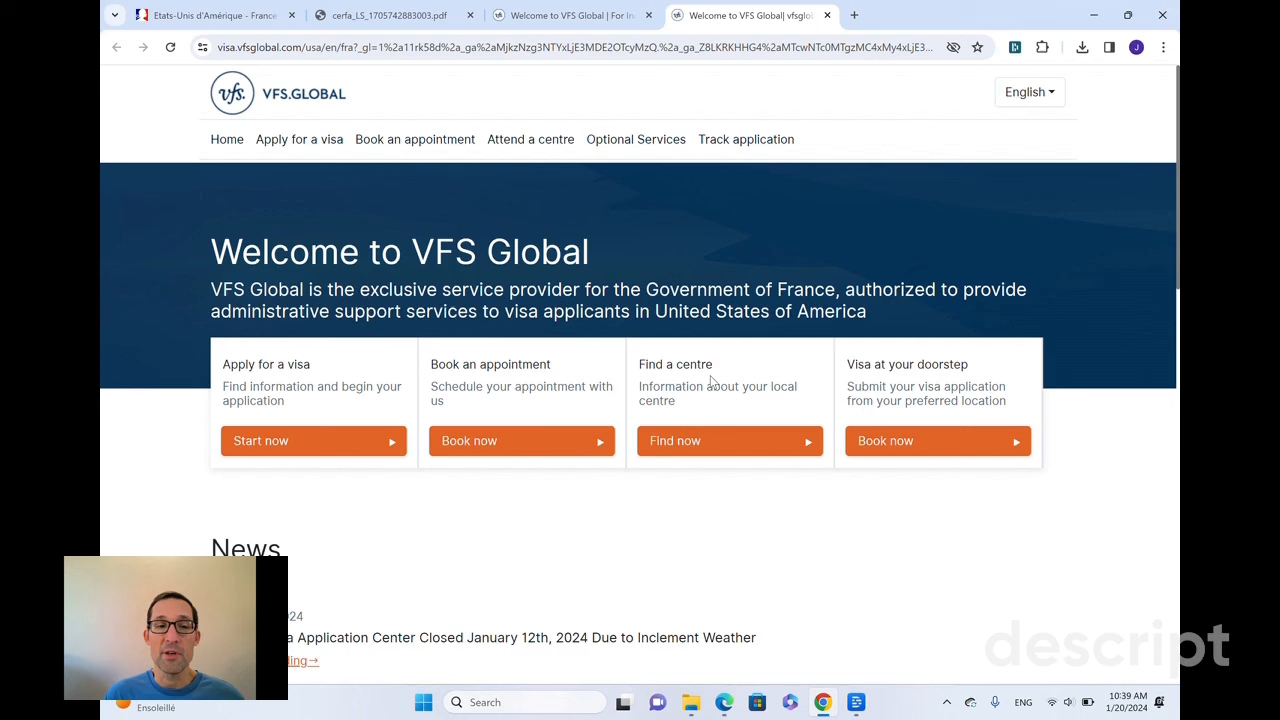 Etats-Unis d'Amérique -
cerfa_LS_1705742883003.pdf
Welcome to VFS Global | For In
Welcome to VFS Global| vfsglo
visa.vfsglobal.com/usa/en/fra?_gl=1%2a11rk58d%2a_ga%2aMjkzNzg3NTYxLjE3MDE2OTcyMzQ.%2a_ga_Z8LKRKHHG4%2aMTcwNTc0MTgzMC4xMy4xLjE3...
J
vfs.
VFS.GLOBAL
English
Home
Apply for a visa
Book an appointment
Attend a centre
Optional Services
Track application
Welcome to VFS Global
VFS Global is the exclusive service provider for the Government of France, authorized to provide
administrative support services to visa applicants in United States of America
Apply for a visa
Find information and begin your
application
Start now
Book an appointment
Schedule your appointment with
us
Book now
Find a centre
Information about your local
centre
Find now
Visa at your doorstep
Submit your visa application
from your preferred location
Book now
News
024
a Application Center Closed January 12th, 2024 Due to Inclement Weather
ding→
descript
Ensoleillé
Search
ENG
10:39 AM
1/20/2024